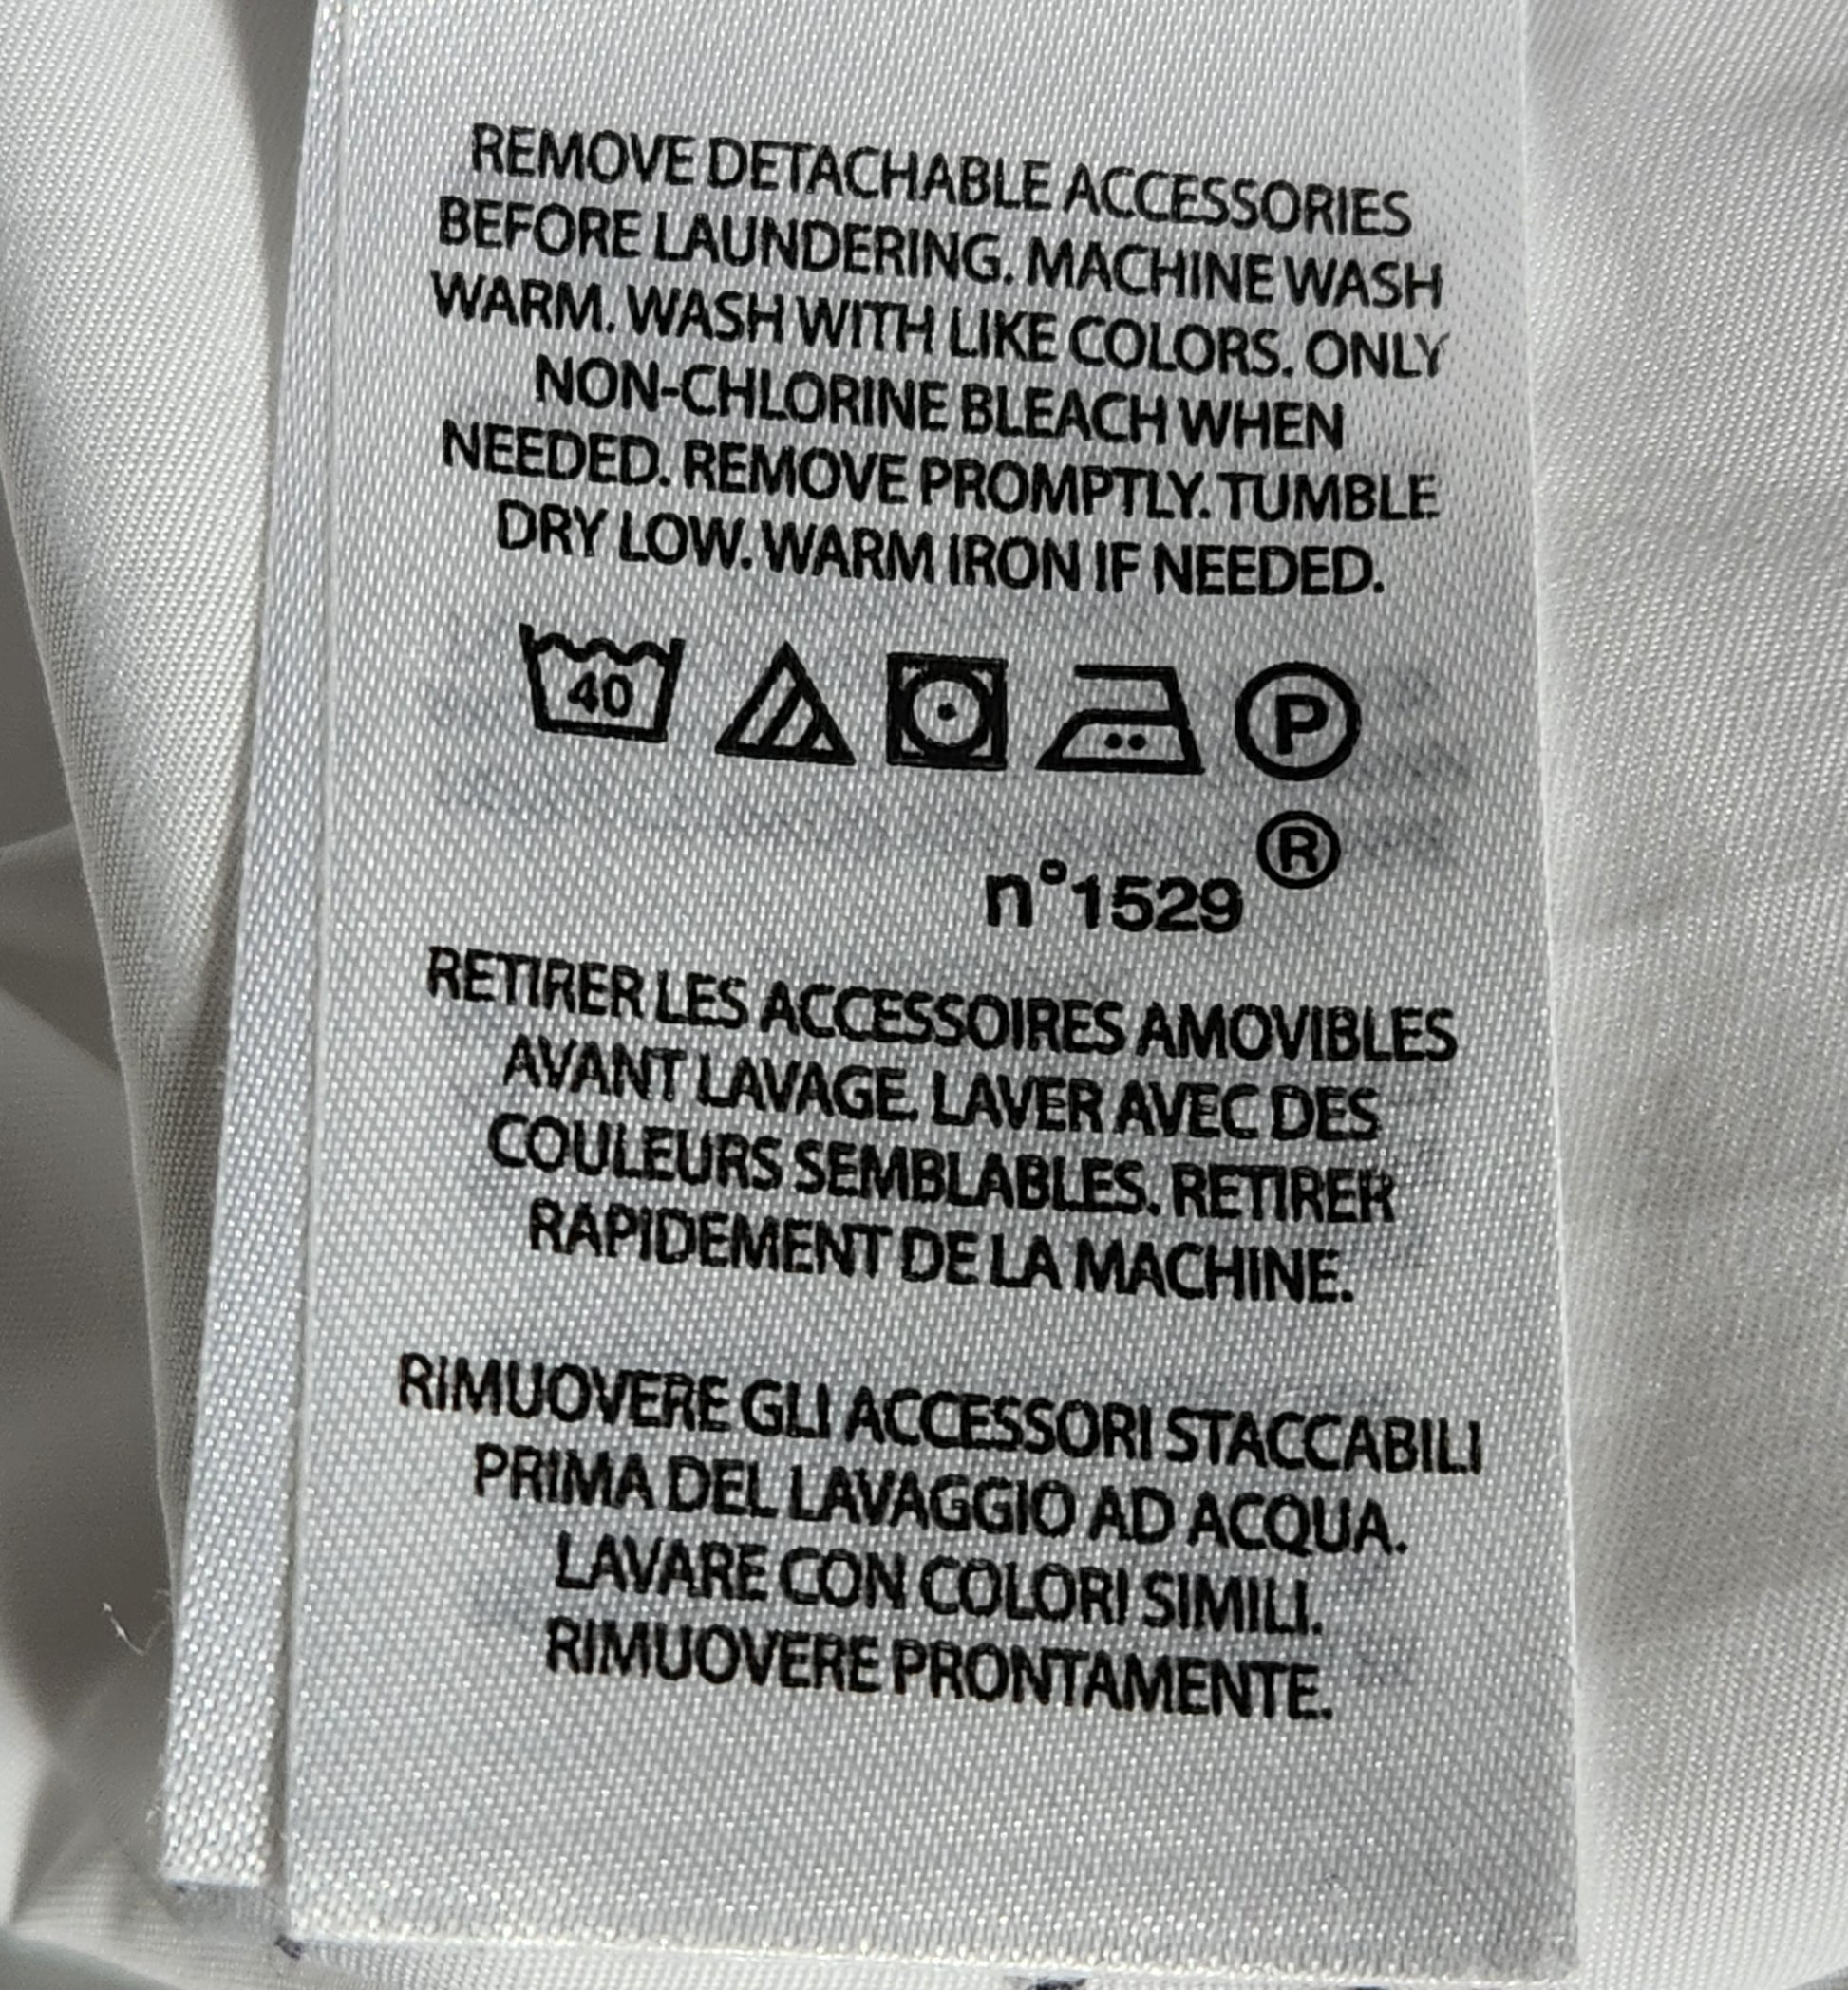 REMOVE DETACHABLE ACCESSORIES
BEFORE LAUNDERING. MACHINE WASH
WARM. WASH WITH LIKE COLORS. ONLY
NON-CHLORINE BLEACH WHEN
NEEDED. REMOVE PROMPTLY. TUMBLE
DRY LOW. WARM IRON IF NEEDED.
40 P
n°1529 ®
RETIRER LES ACCESSOIRES AMOVIBLES
AVANT LAVAGE. LAVER AVEC DES
COULEURS SEMBLABLES. RETIRER
RAPIDEMENT DE LA MACHINE.
RIMUOVERE GLI ACCESSORI STACCABILI
PRIMA DEL LAVAGGIO AD ACQUA.
LAVARE CON COLORI SIMILI.
RIMUOVERE PRONTAMENTE.